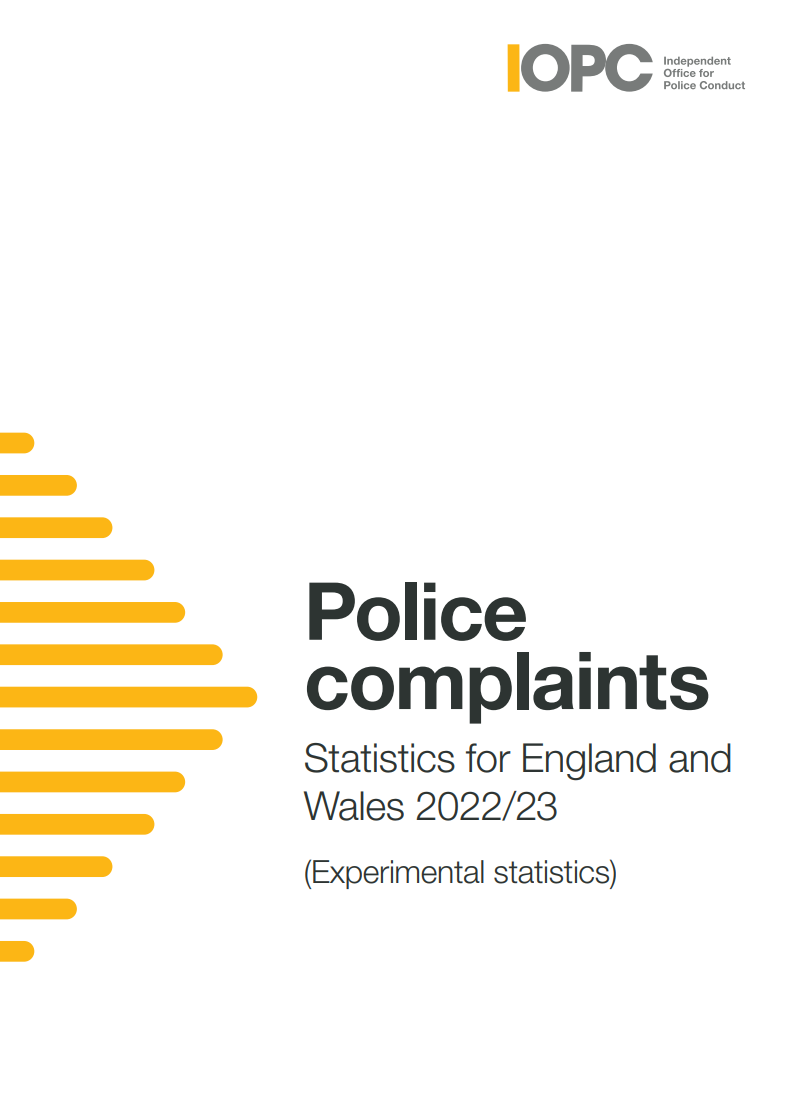 IOPC
Independent
Office for
Police Conduct
Police
complaints
Statistics for England and
Wales 2022/23
(Experimental statistics)